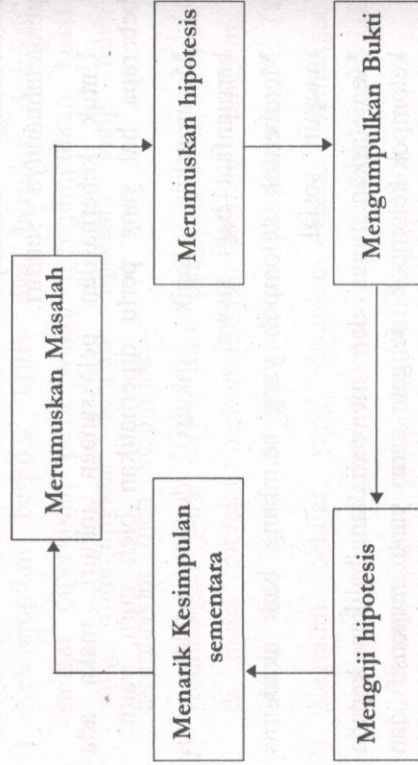 Merumuskan Masalah
Merumuskan hipotesis
Mengumpulkan Bukti
Menguji hipotesis
Menarik Kesimpulan
sementara